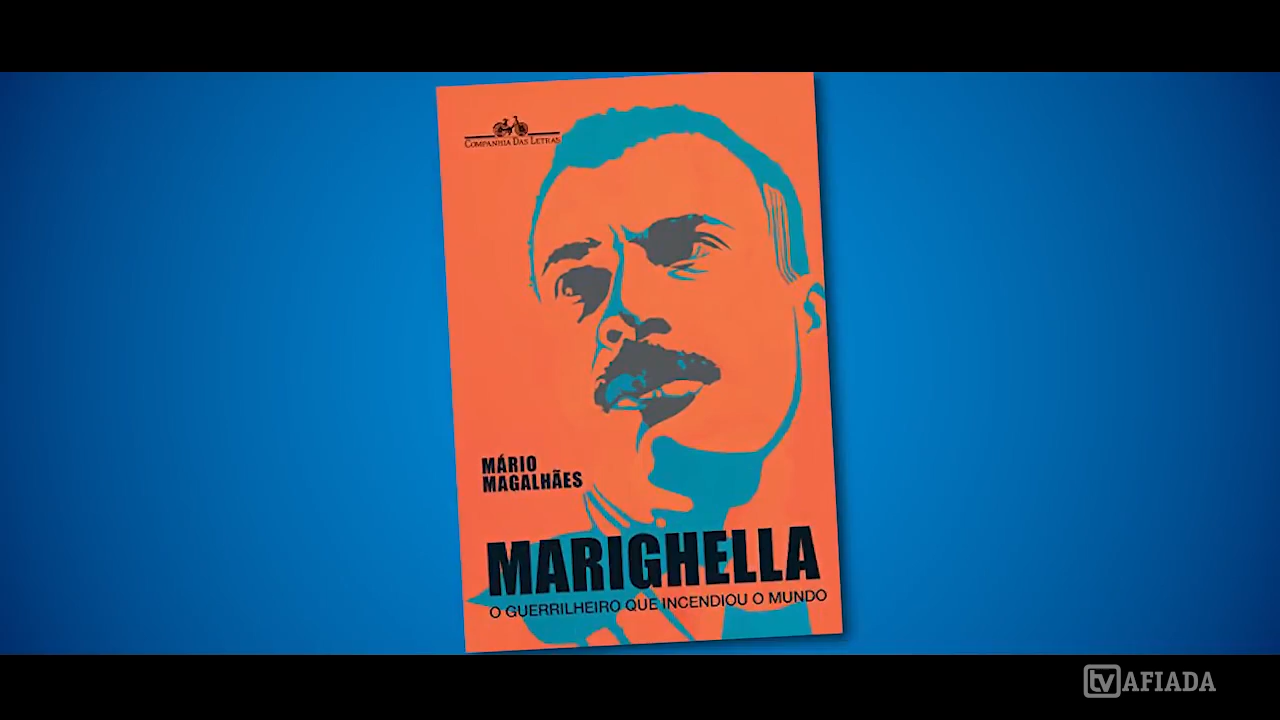 COMPANHIA DAS LETRAS
MÁRIO
MAGALHÃES
MARIGHELLA
O GUERRILHEIRO QUE INCENDIOU O MUNDO
tv AFIADA